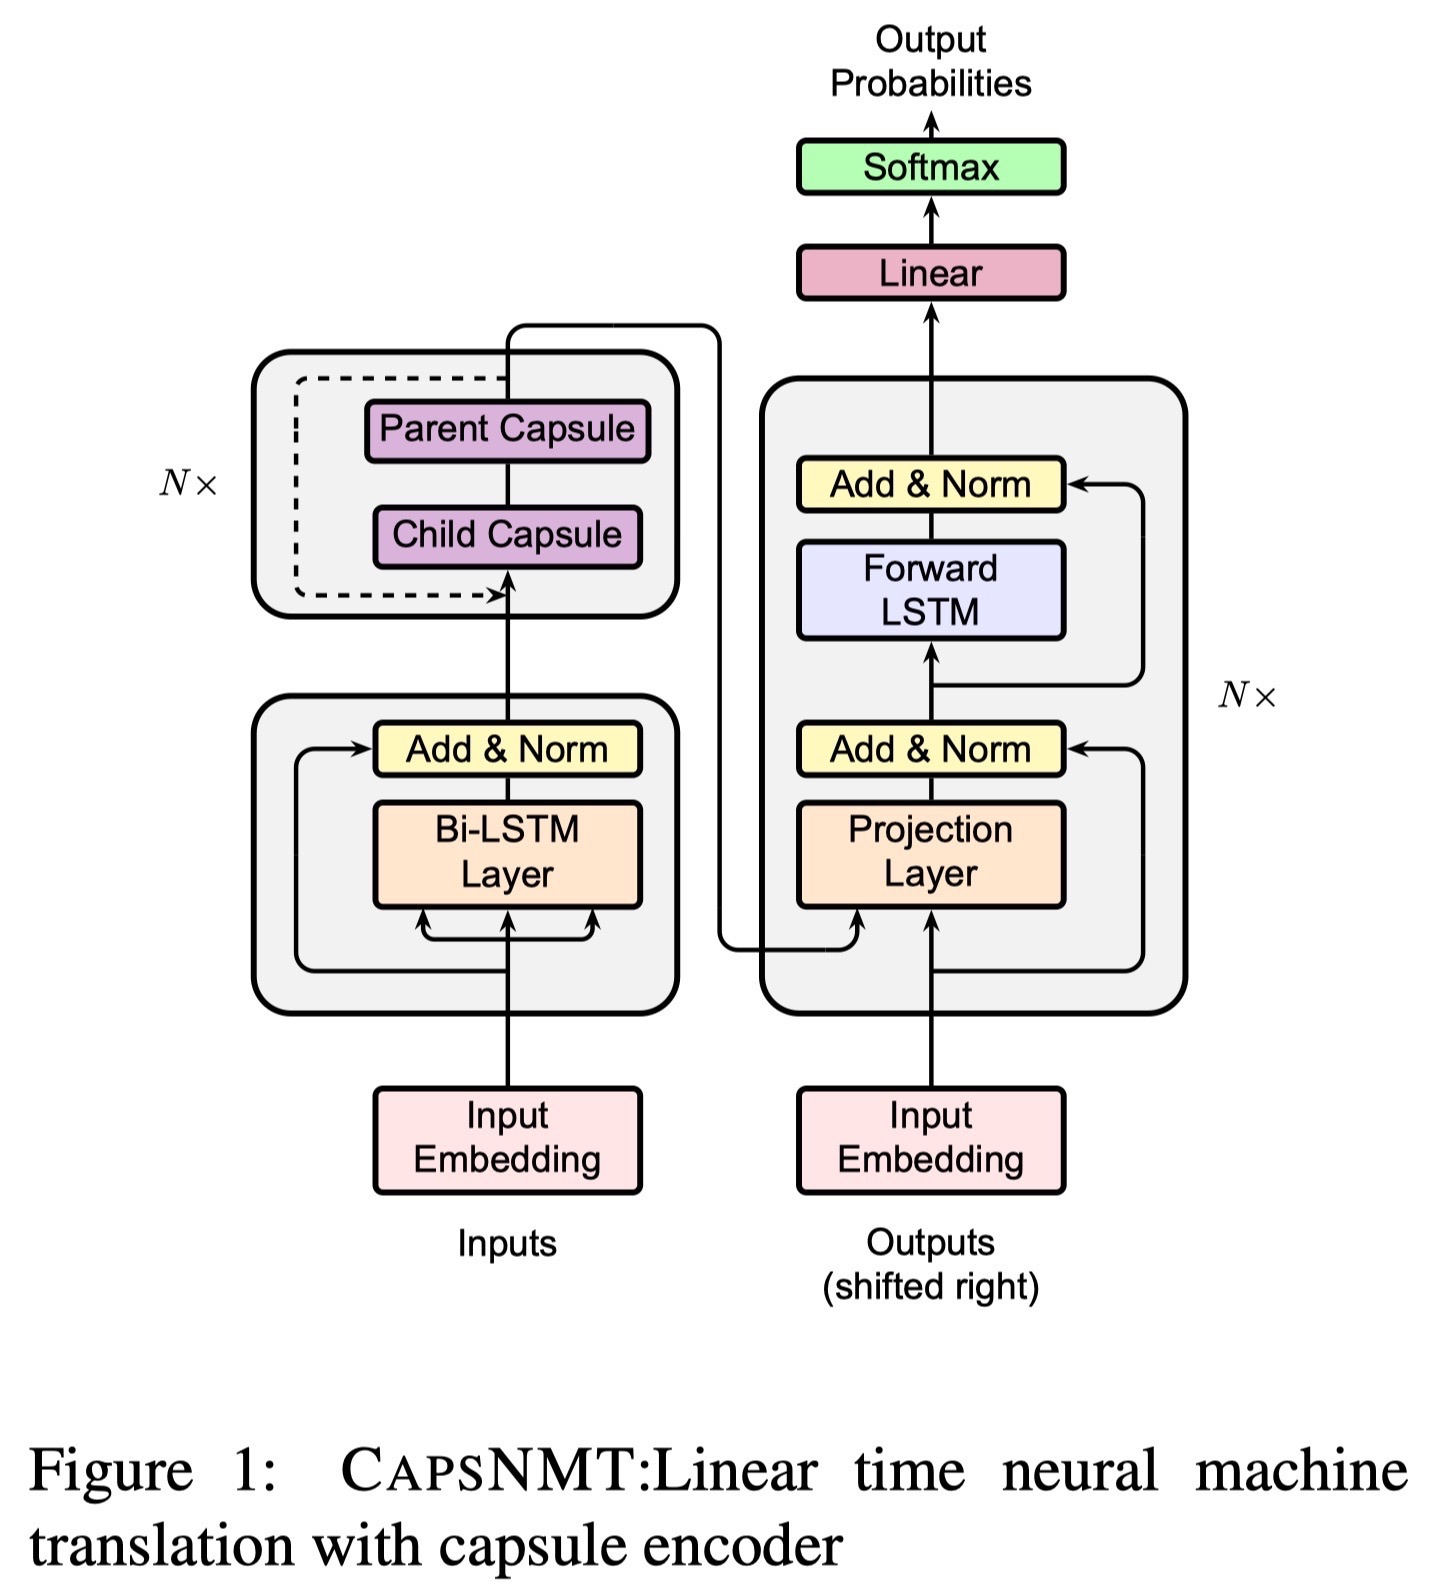 Output
Probabilities
Softmax
Linear
Parent Capsule
N×
Child Capsule
Add & Norm
Bi-LSTM
Layer
Input
Embedding
Inputs
Add & Norm
Forward
LSTM
N×
Add & Norm
Projection
Layer
Input
Embedding
Outputs
(shifted right)
Figure 1: CAPSNMT:Linear time neural machine
translation with capsule encoder